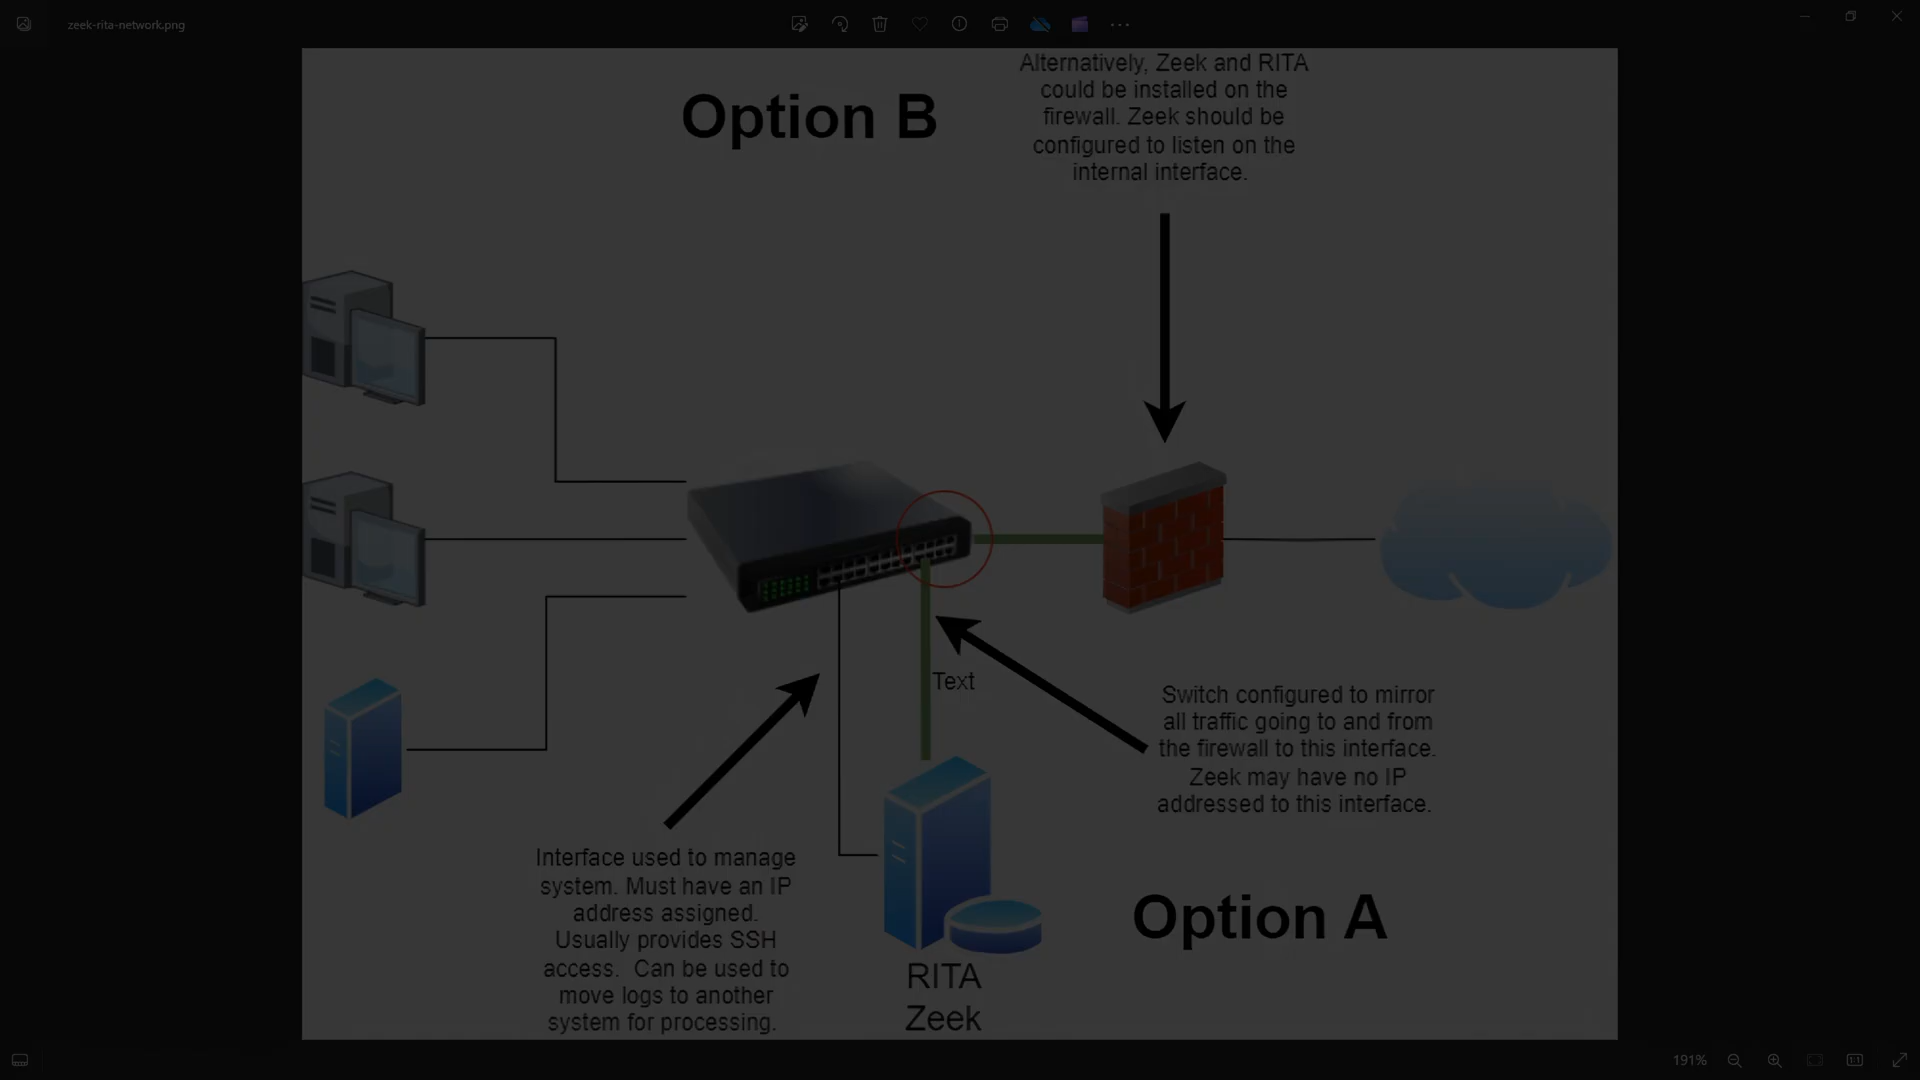 zeek-rita-network.png
Option B
Alternatively, Zeek and RITA
could be installed on the
firewall. Zeek should be
configured to listen on the
internal interface.
Text
Switch configured to mirror
all traffic going to and from
the firewall to this interface.
Zeek may have no IP
addressed to this interface.
Interface used to manage
system. Must have an IP
address assigned.
Usually provides SSH
access. Can be used to
move logs to another
system for processing.
Option A
RITA
Zeek
191%